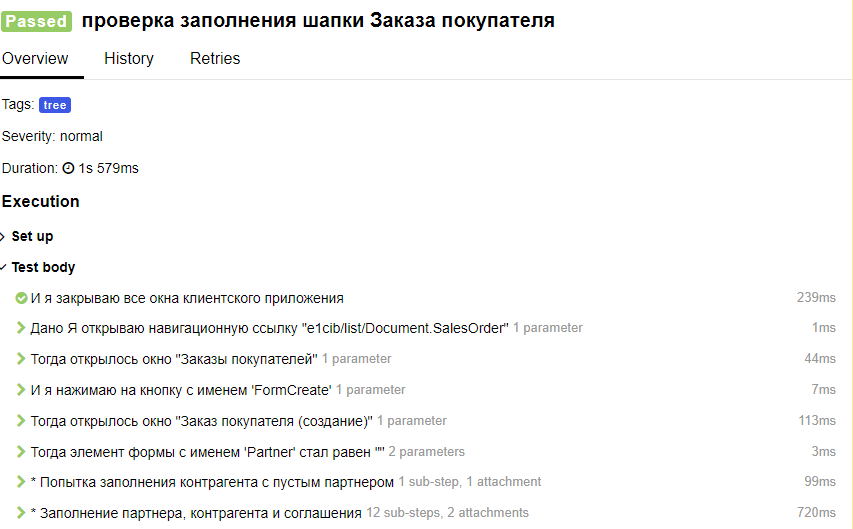 Passed проверка заполнения шапки Заказа покупателя
Overview History Retries
Tags: tree
Severity: normal
Duration: 1s 579ms
Execution
Set up
Test body
И я закрываю все окна клиентского приложения 239ms
Дано Я открываю навигационную ссылку "e1cib/list/Document.SalesOrder" 1 parameter 1ms
Тогда открылось окно "Заказы покупателей" 1 parameter 44ms
И я нажимаю на кнопку с именем 'FormCreate' 1 parameter 7ms
Тогда открылось окно "Заказ покупателя (создание)" 1 parameter 113ms
Тогда элемент формы с именем 'Partner' стал равен "" 2 parameters 3ms
* Попытка заполнения контрагента с пустым партнером 1 sub-step, 1 attachment 99ms
* Заполнение партнера, контрагента и соглашения 12 sub-steps, 2 attachments 720ms